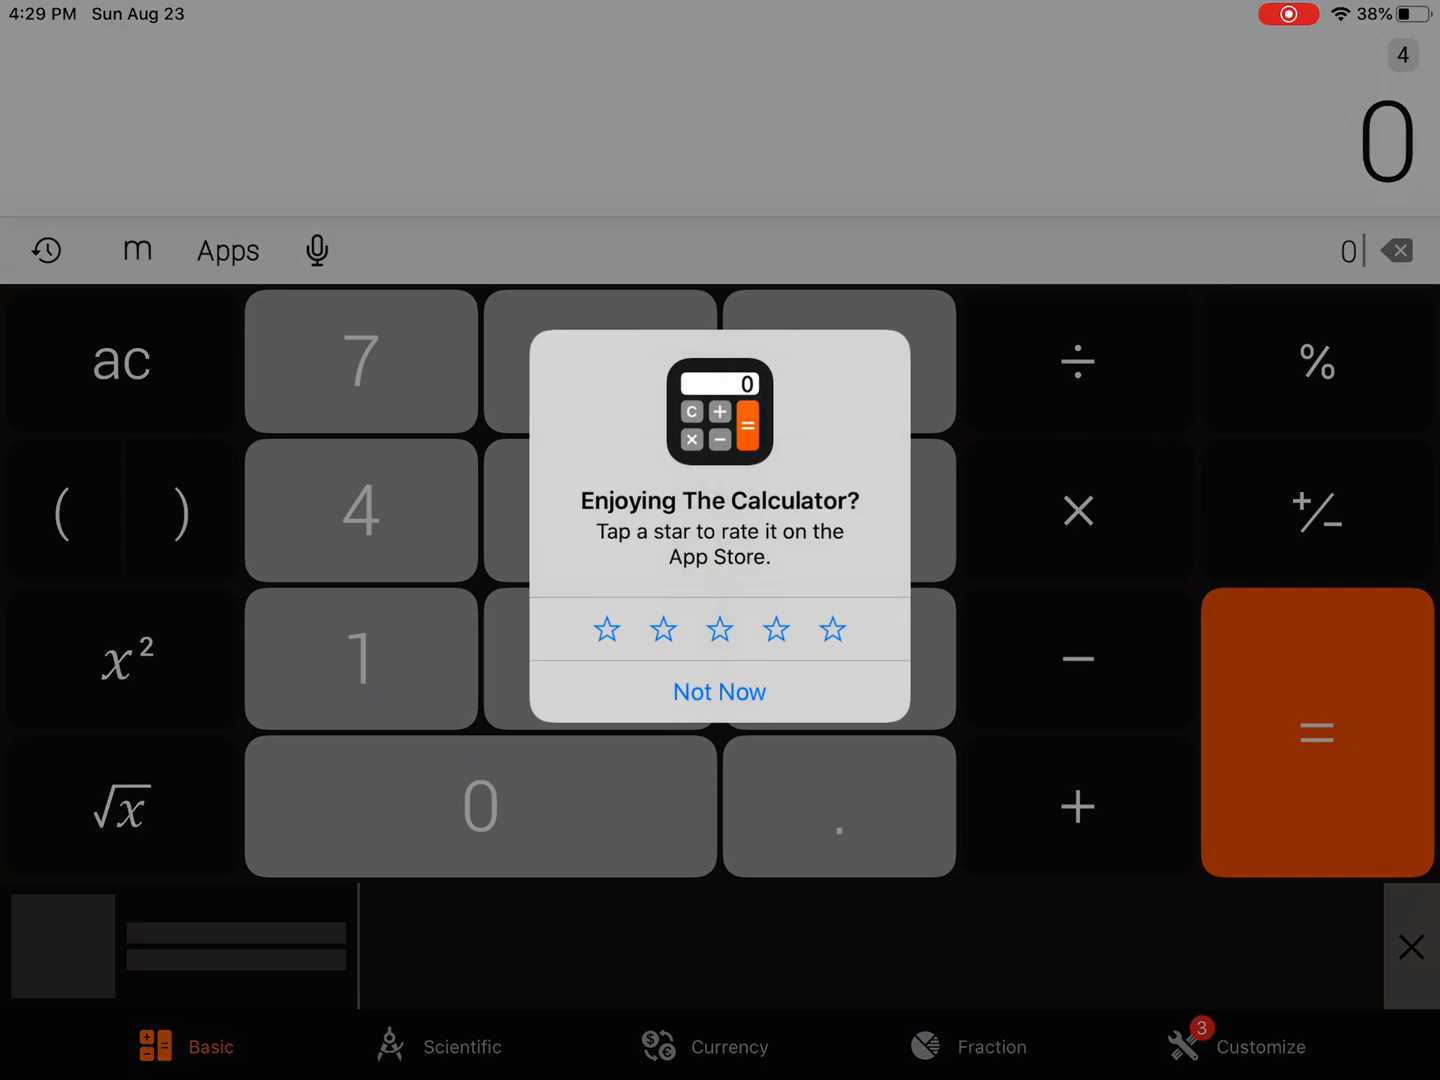 4:29 PM Sun Aug 23
38%
4
0
m Apps
0
ac 7 ÷ %
( ) 4 × +/−
x² 1 −
=
√x 0 . +
0
C +
× − =
Enjoying The Calculator?
Tap a star to rate it on the
App Store.
Not Now
Basic Scientific Currency Fraction 3 Customize